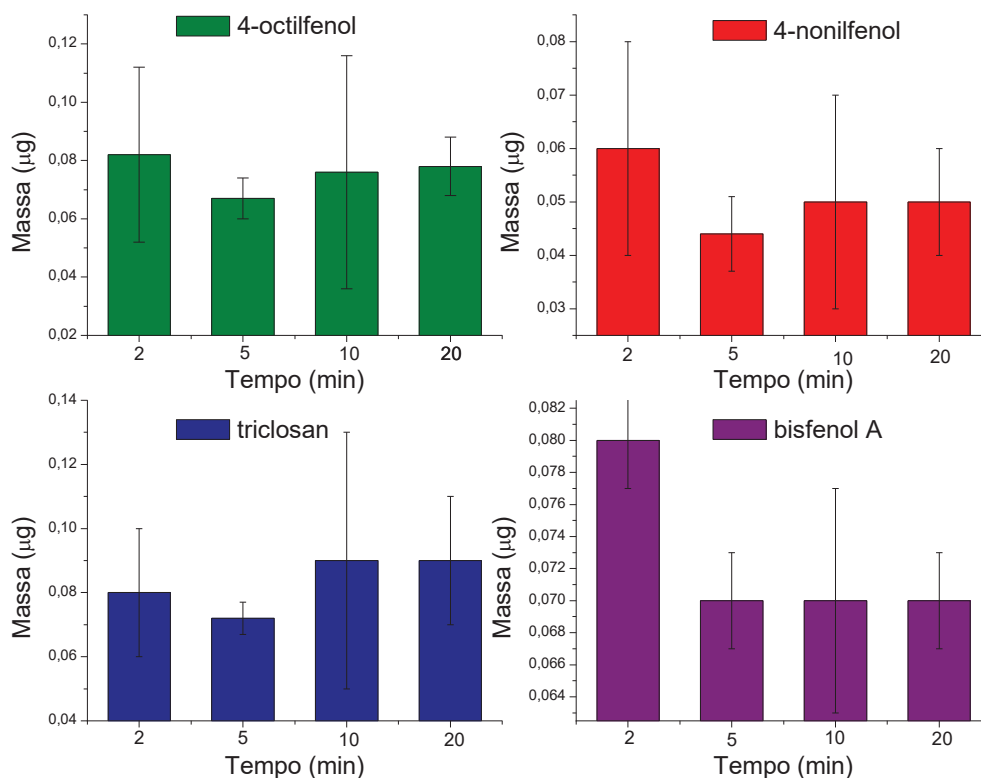 4-octilfenol
Massa (µg)
0,12
0,10
0,08
0,06
0,04
0,02
2 5 10 20
Tempo (min)
4-nonilfenol
Massa (µg)
0,08
0,07
0,06
0,05
0,04
0,03
2 5 10 20
Tempo (min)
triclosan
Massa (µg)
0,14
0,12
0,10
0,08
0,06
0,04
2 5 10 20
Tempo (min)
bisfenol A
Massa (µg)
0,082
0,080
0,078
0,076
0,074
0,072
0,070
0,068
0,066
0,064
2 5 10 20
Tempo (min)